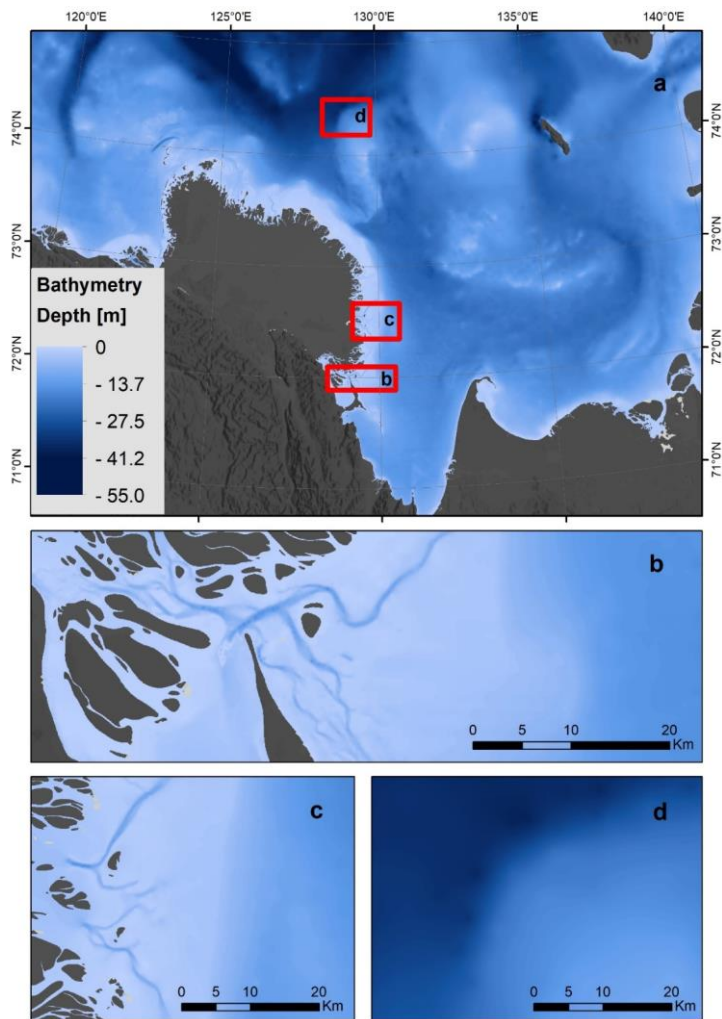 120°0'E 125°0'E 130°0'E 135°0'E 140°0'E
a
d
74°0'N 74°0'N
73°0'N 73°0'N
c
72°0'N 72°0'N
b
71°0'N 71°0'N
Bathymetry
Depth [m]
0
- 13.7
- 27.5
- 41.2
- 55.0
b
0 5 10 20
Km
c
0 5 10 20
Km
d
0 5 10 20
Km